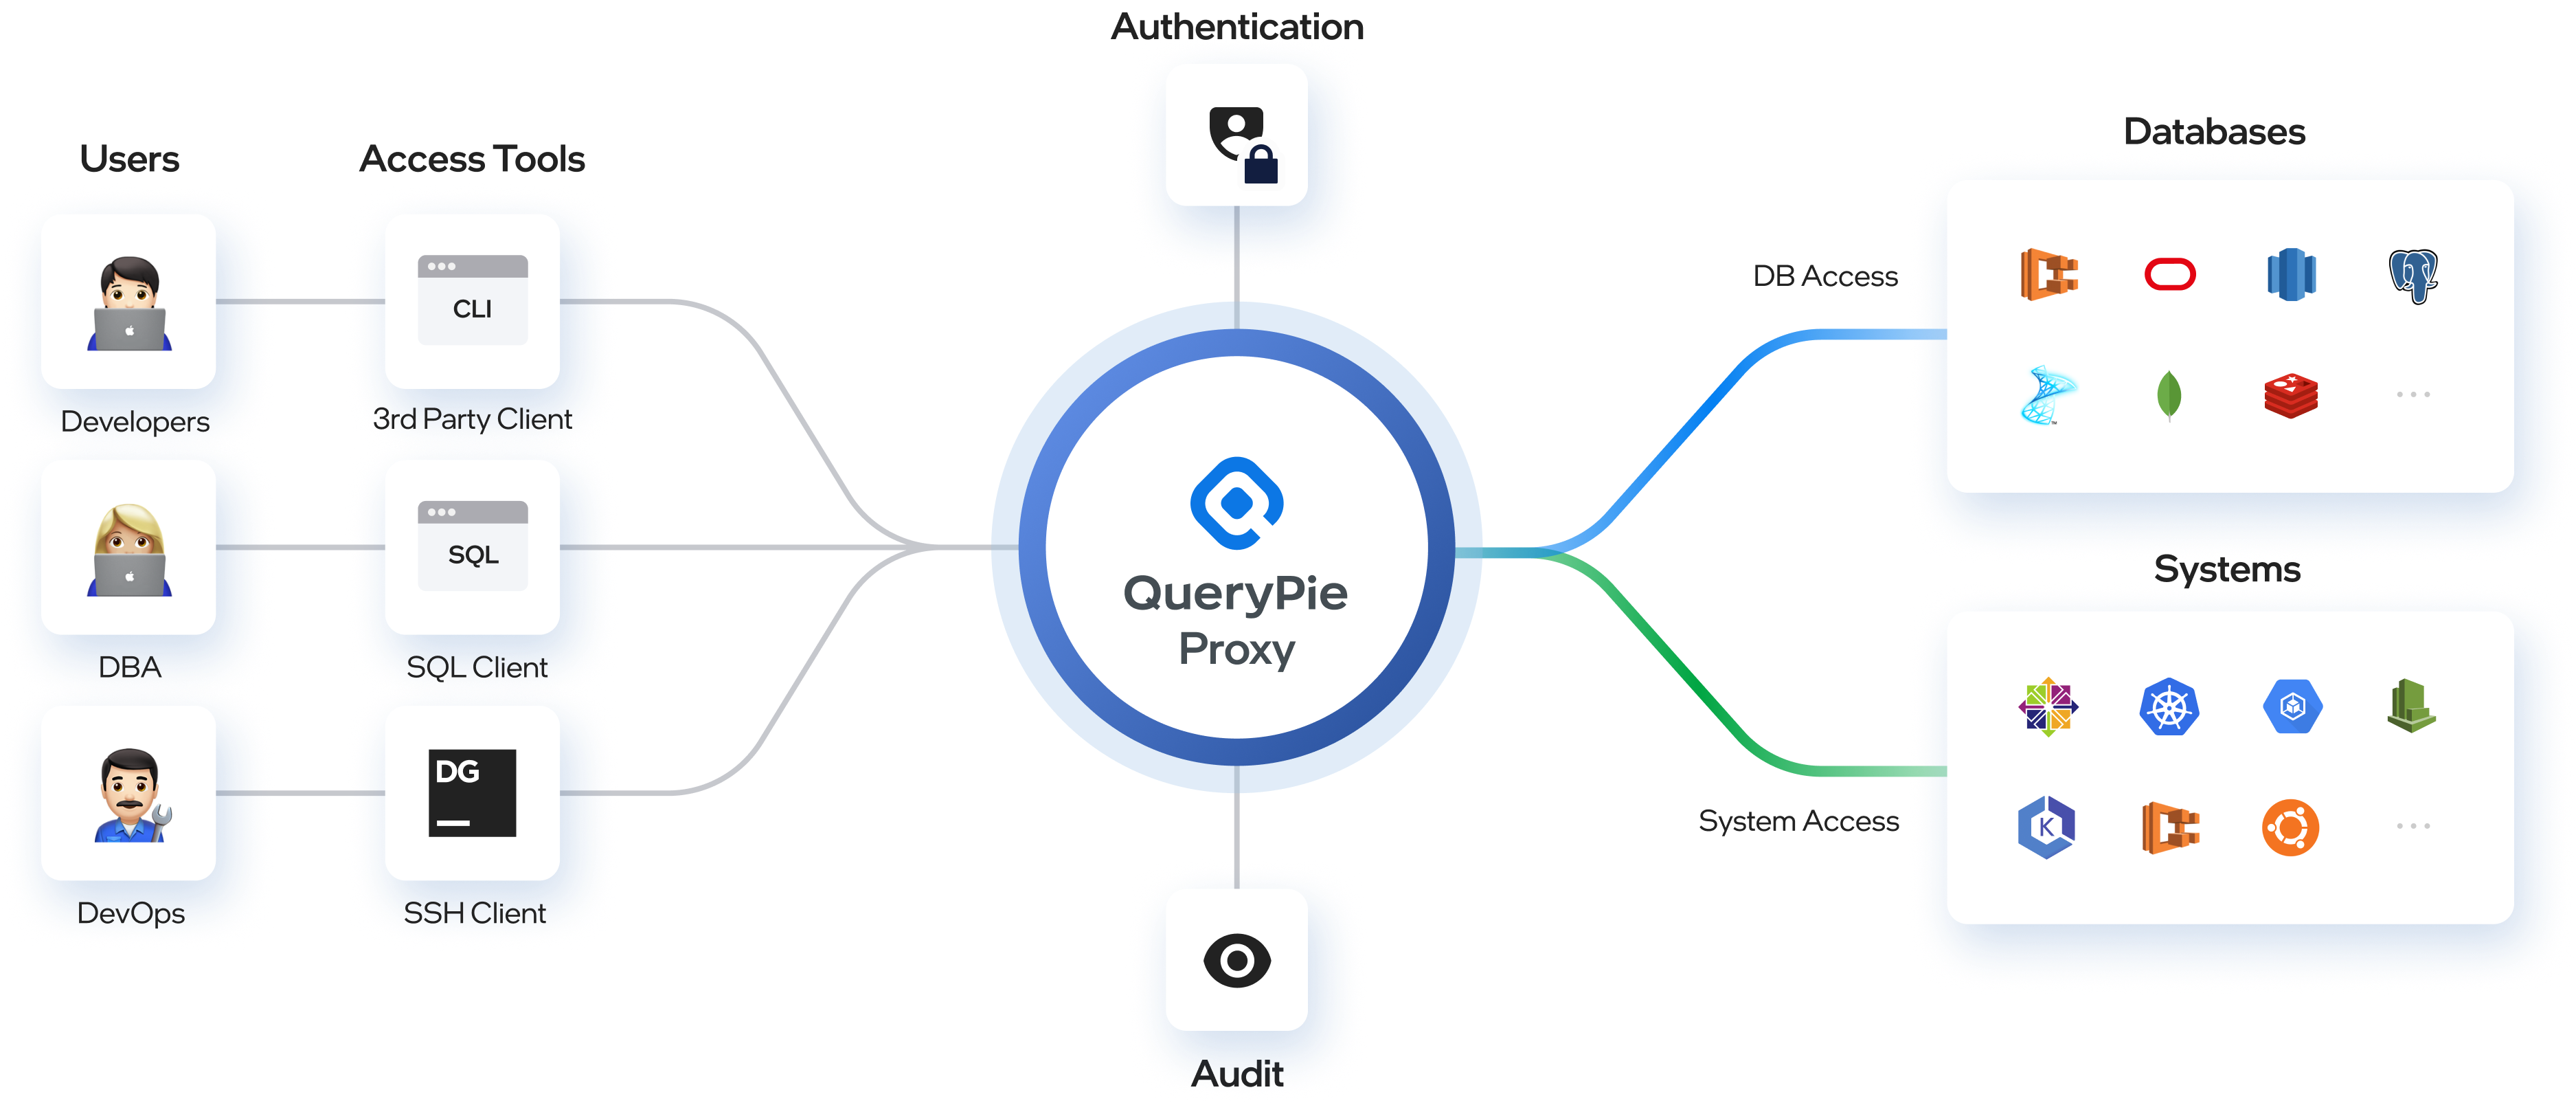 Authentication
Users
Access Tools
Databases
CLI
DB Access
Developers
3rd Party Client
SQL
QueryPie
Proxy
Systems
DBA
SQL Client
DG
K
System Access
DevOps
SSH Client
Audit